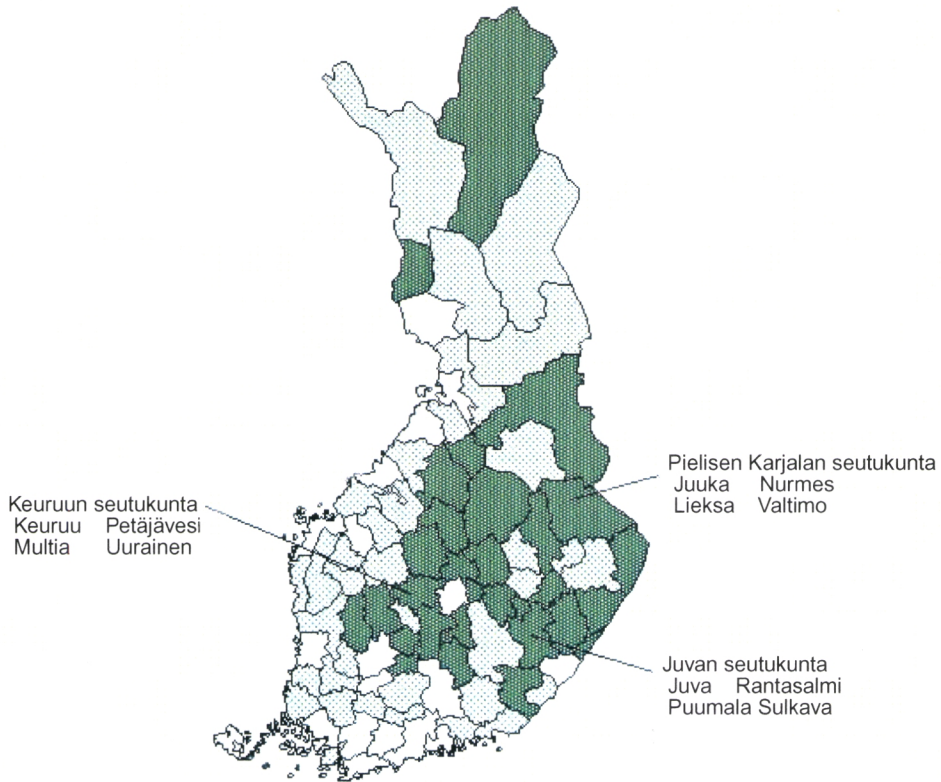 Pielisen Karjalan seutukunta
Juuka Nurmes
Lieksa Valtimo
Keuruun seutukunta
Keuruu Petäjävesi
Multia Uurainen
Juvan seutukunta
Juva Rantasalmi
Puumala Sulkava